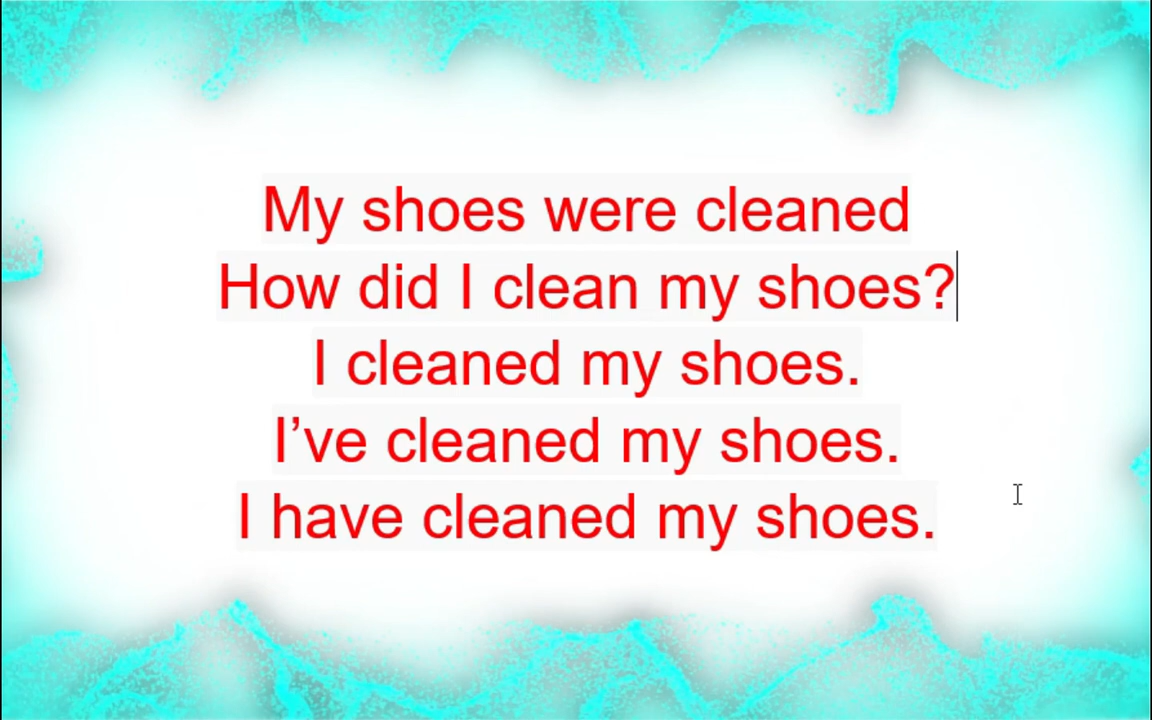 My shoes were cleaned
How did I clean my shoes?
I cleaned my shoes.
I’ve cleaned my shoes.
I have cleaned my shoes.